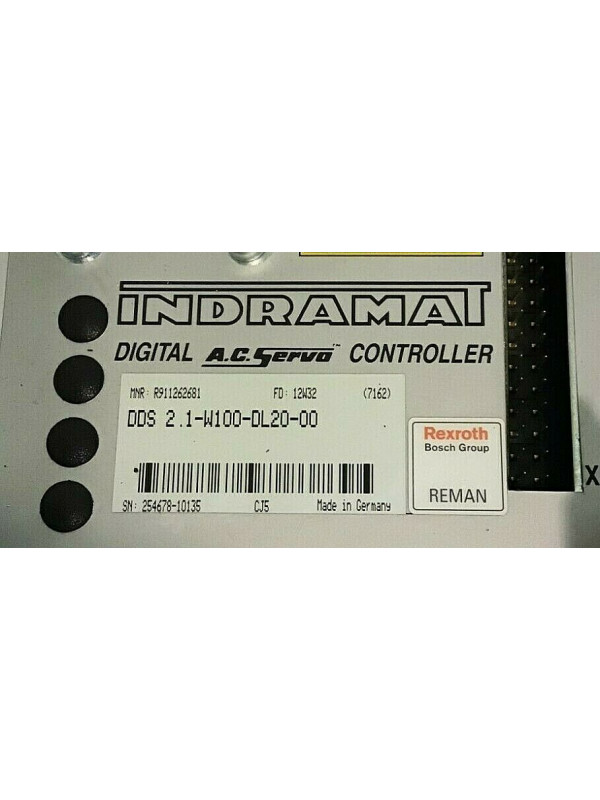 INDRAMAT
DIGITAL A.C. Servo™ CONTROLLER
MNR: R911262681 FD: 12W32 (7162)
DDS 2.1-W100-DL20-00
SN: 254678-10135 CJ5 Made in Germany
Rexroth
Bosch Group
REMAN
X